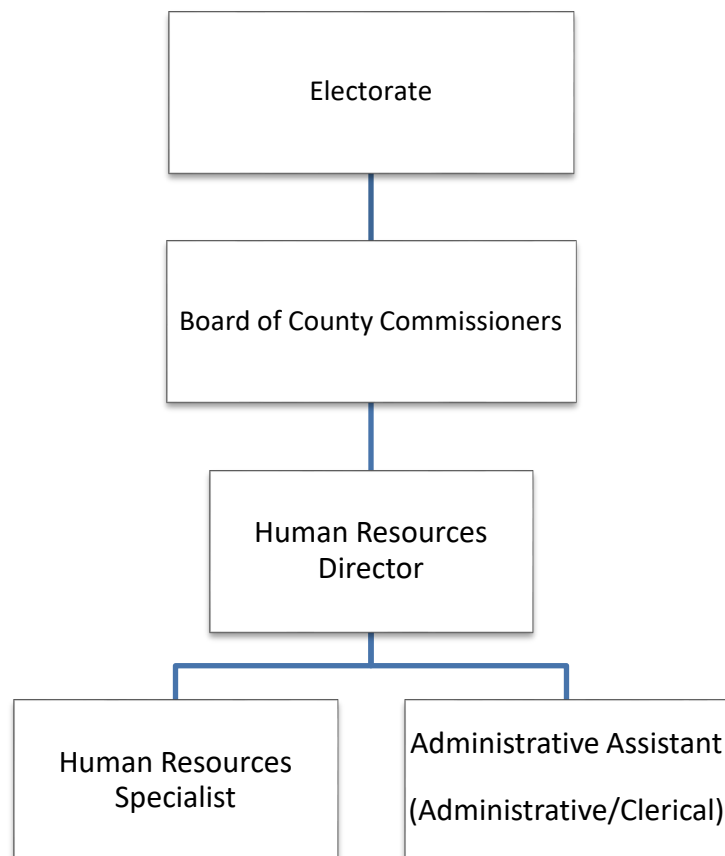 Electorate
Board of County Commissioners
Human Resources
Director
Human Resources
Specialist
Administrative Assistant
(Administrative/Clerical)